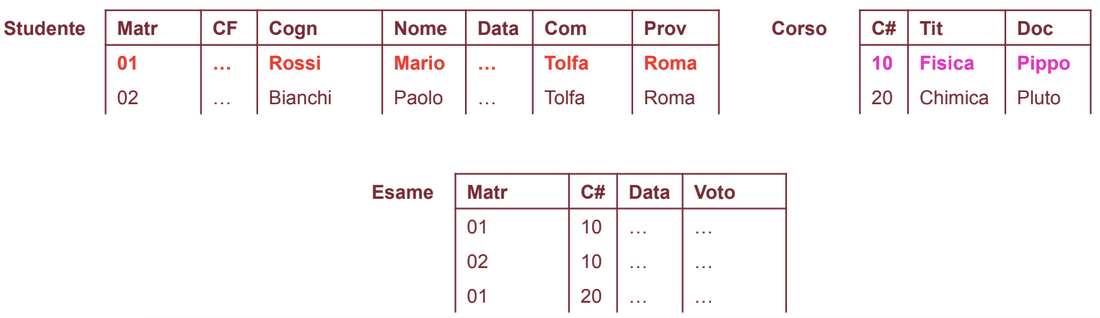 Studente Matr CF Cogn Nome Data Com Prov
01 … Rossi Mario … Tolfa Roma
02 … Bianchi Paolo … Tolfa Roma
Corso C# Tit Doc
10 Fisica Pippo
20 Chimica Pluto
Esame Matr C# Data Voto
01 10 … …
02 10 … …
01 20 … …